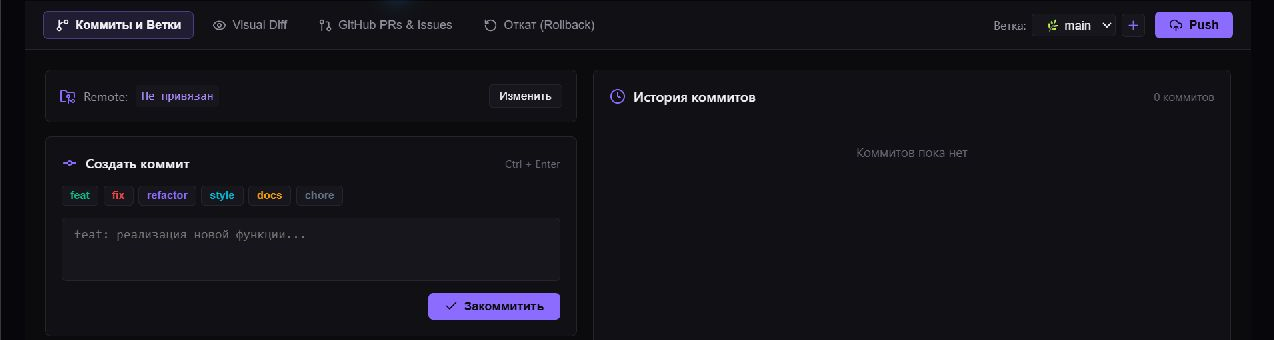 Коммиты и Ветки Visual Diff GitHub PRs & Issues Откат (Rollback) Ветка: main + Push
Remote: Не привязан Изменить
История коммитов 0 коммитов
Коммитов пока нет
Создать коммит Ctrl + Enter
feat fix refactor style docs chore
feat: реализация новой функции...
Закоммитить